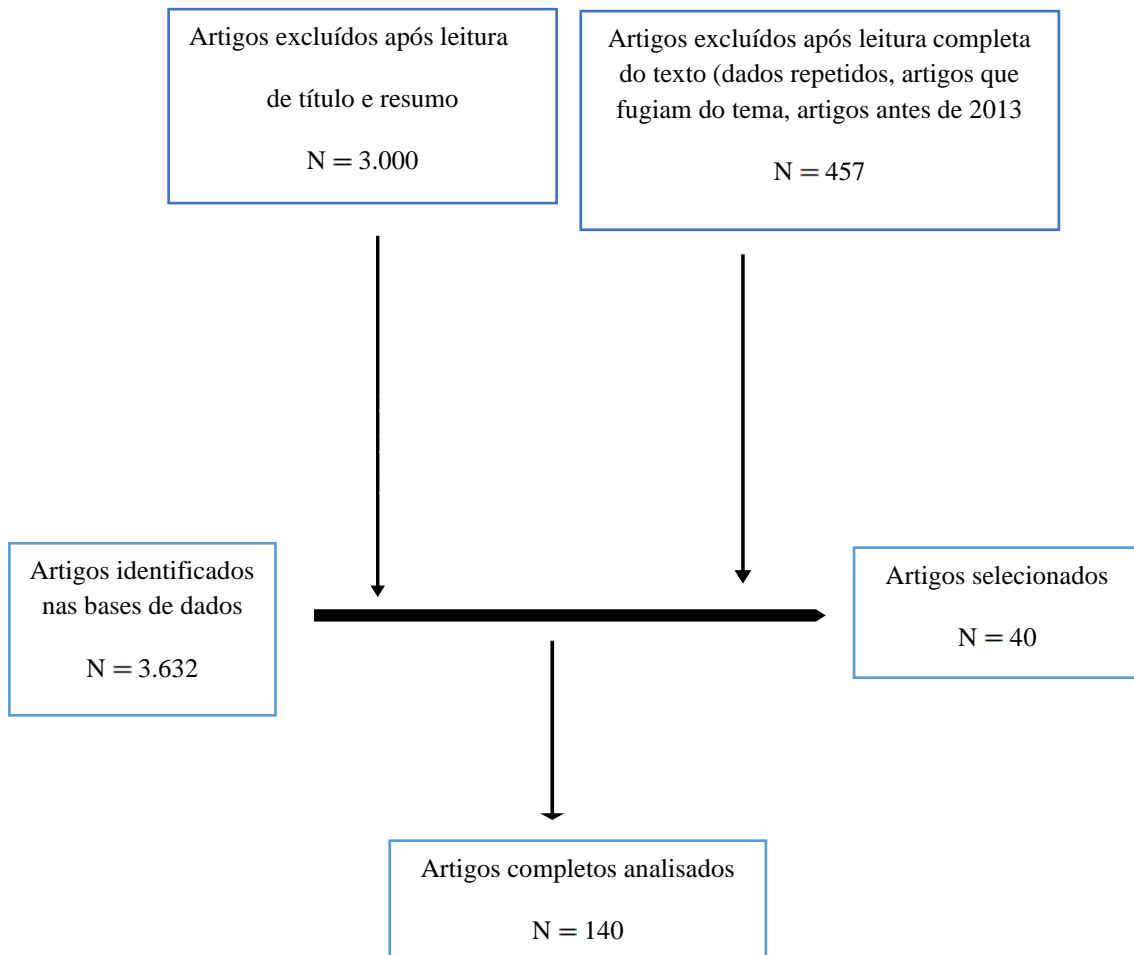 Artigos excluídos após leitura
de título e resumo
N = 3.000
Artigos excluídos após leitura completa
do texto (dados repetidos, artigos que
fugiam do tema, artigos antes de 2013
N = 457
Artigos identificados
nas bases de dados
N = 3.632
Artigos selecionados
N = 40
Artigos completos analisados
N = 140